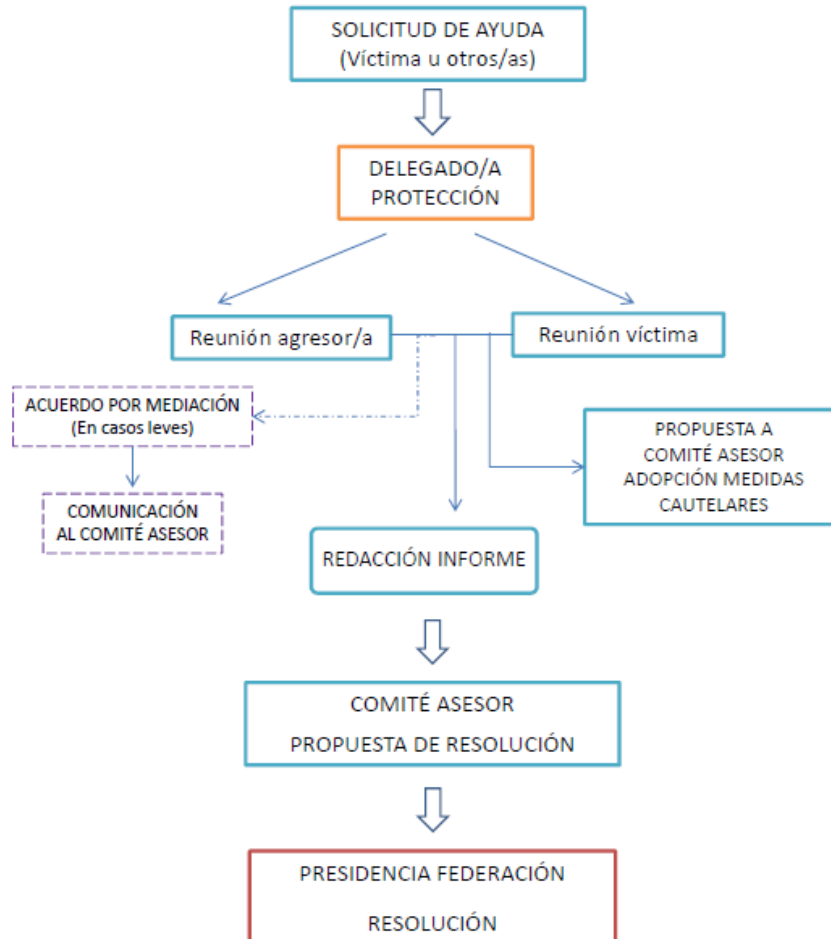 SOLICITUD DE AYUDA
(Víctima u otros/as)
DELEGADO/A
PROTECCIÓN
Reunión agresor/a
Reunión víctima
ACUERDO POR MEDIACIÓN
(En casos leves)
COMUNICACIÓN
AL COMITÉ ASESOR
PROPUESTA A
COMITÉ ASESOR
ADOPCIÓN MEDIDAS
CAUTELARES
REDACCIÓN INFORME
COMITÉ ASESOR
PROPUESTA DE RESOLUCIÓN
PRESIDENCIA FEDERACIÓN
RESOLUCIÓN